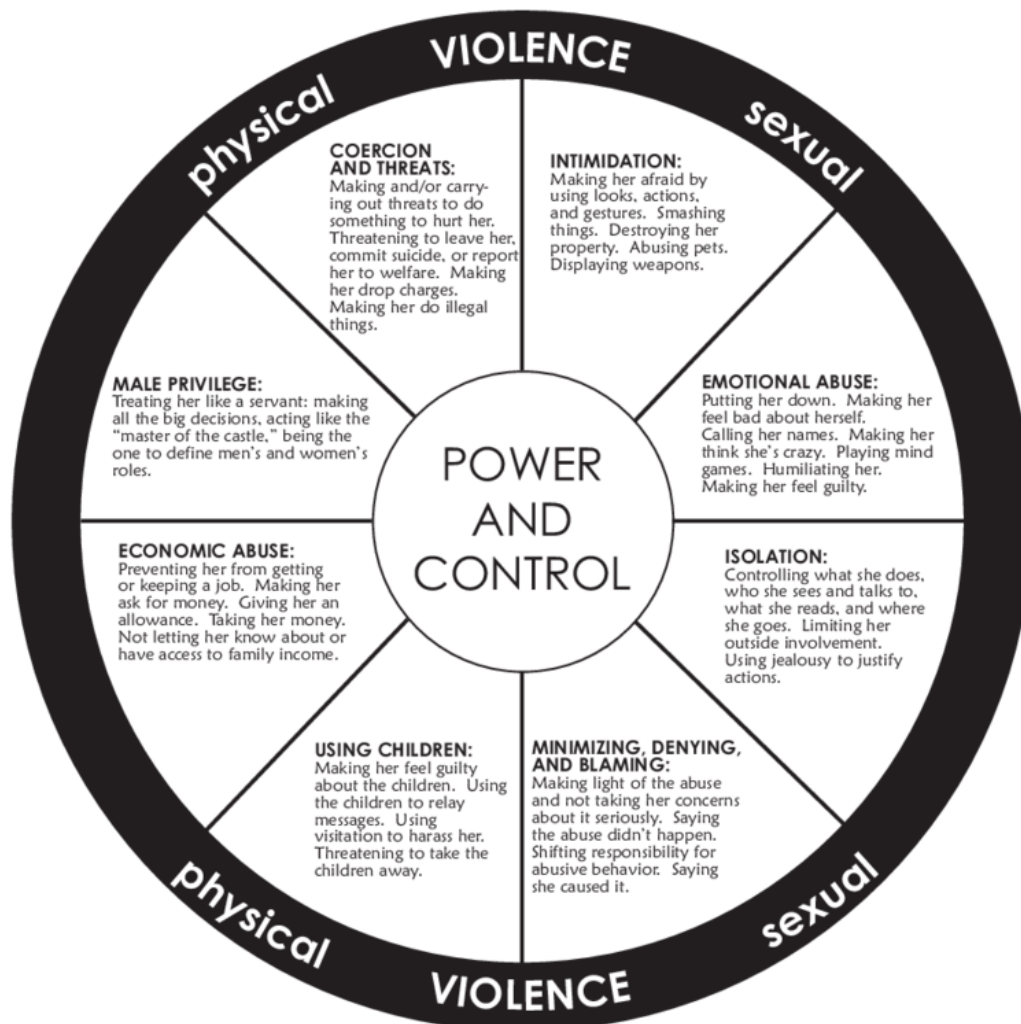 VIOLENCE
physical
sexual
COERCION
AND THREATS:
Making and/or carry-
ing out threats to do
something to hurt her.
Threatening to leave her,
commit suicide, or report
her to welfare. Making
her drop charges.
Making her do illegal
things.
INTIMIDATION:
Making her afraid by
using looks, actions,
and gestures. Smashing
things. Destroying her
property. Abusing pets.
Displaying weapons.
MALE PRIVILEGE:
Treating her like a servant: making
all the big decisions, acting like the
“master of the castle,” being the
one to define men’s and women’s
roles.
EMOTIONAL ABUSE:
Putting her down. Making her
feel bad about herself.
Calling her names. Making her
think she’s crazy. Playing mind
games. Humiliating her.
Making her feel guilty.
POWER
AND
CONTROL
ECONOMIC ABUSE:
Preventing her from getting
or keeping a job. Making her
ask for money. Giving her an
allowance. Taking her money.
Not letting her know about or
have access to family income.
ISOLATION:
Controlling what she does,
who she sees and talks to,
what she reads, and where
she goes. Limiting her
outside involvement.
Using jealousy to justify
actions.
USING CHILDREN:
Making her feel guilty
about the children. Using
the children to relay
messages. Using
visitation to harass her.
Threatening to take the
children away.
MINIMIZING, DENYING,
AND BLAMING:
Making light of the abuse
and not taking her concerns
about it seriously. Saying
the abuse didn’t happen.
Shifting responsibility for
abusive behavior. Saying
she caused it.
physical
sexual
VIOLENCE